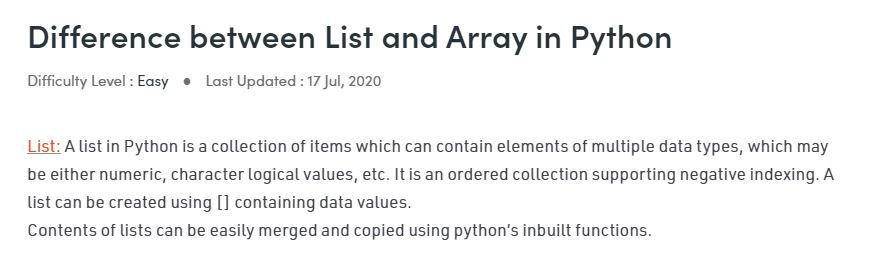 Difference between List and Array in Python
Difficulty Level : Easy ● Last Updated : 17 Jul, 2020
List: A list in Python is a collection of items which can contain elements of multiple data types, which may
be either numeric, character logical values, etc. It is an ordered collection supporting negative indexing. A
list can be created using [] containing data values.
Contents of lists can be easily merged and copied using python’s inbuilt functions.